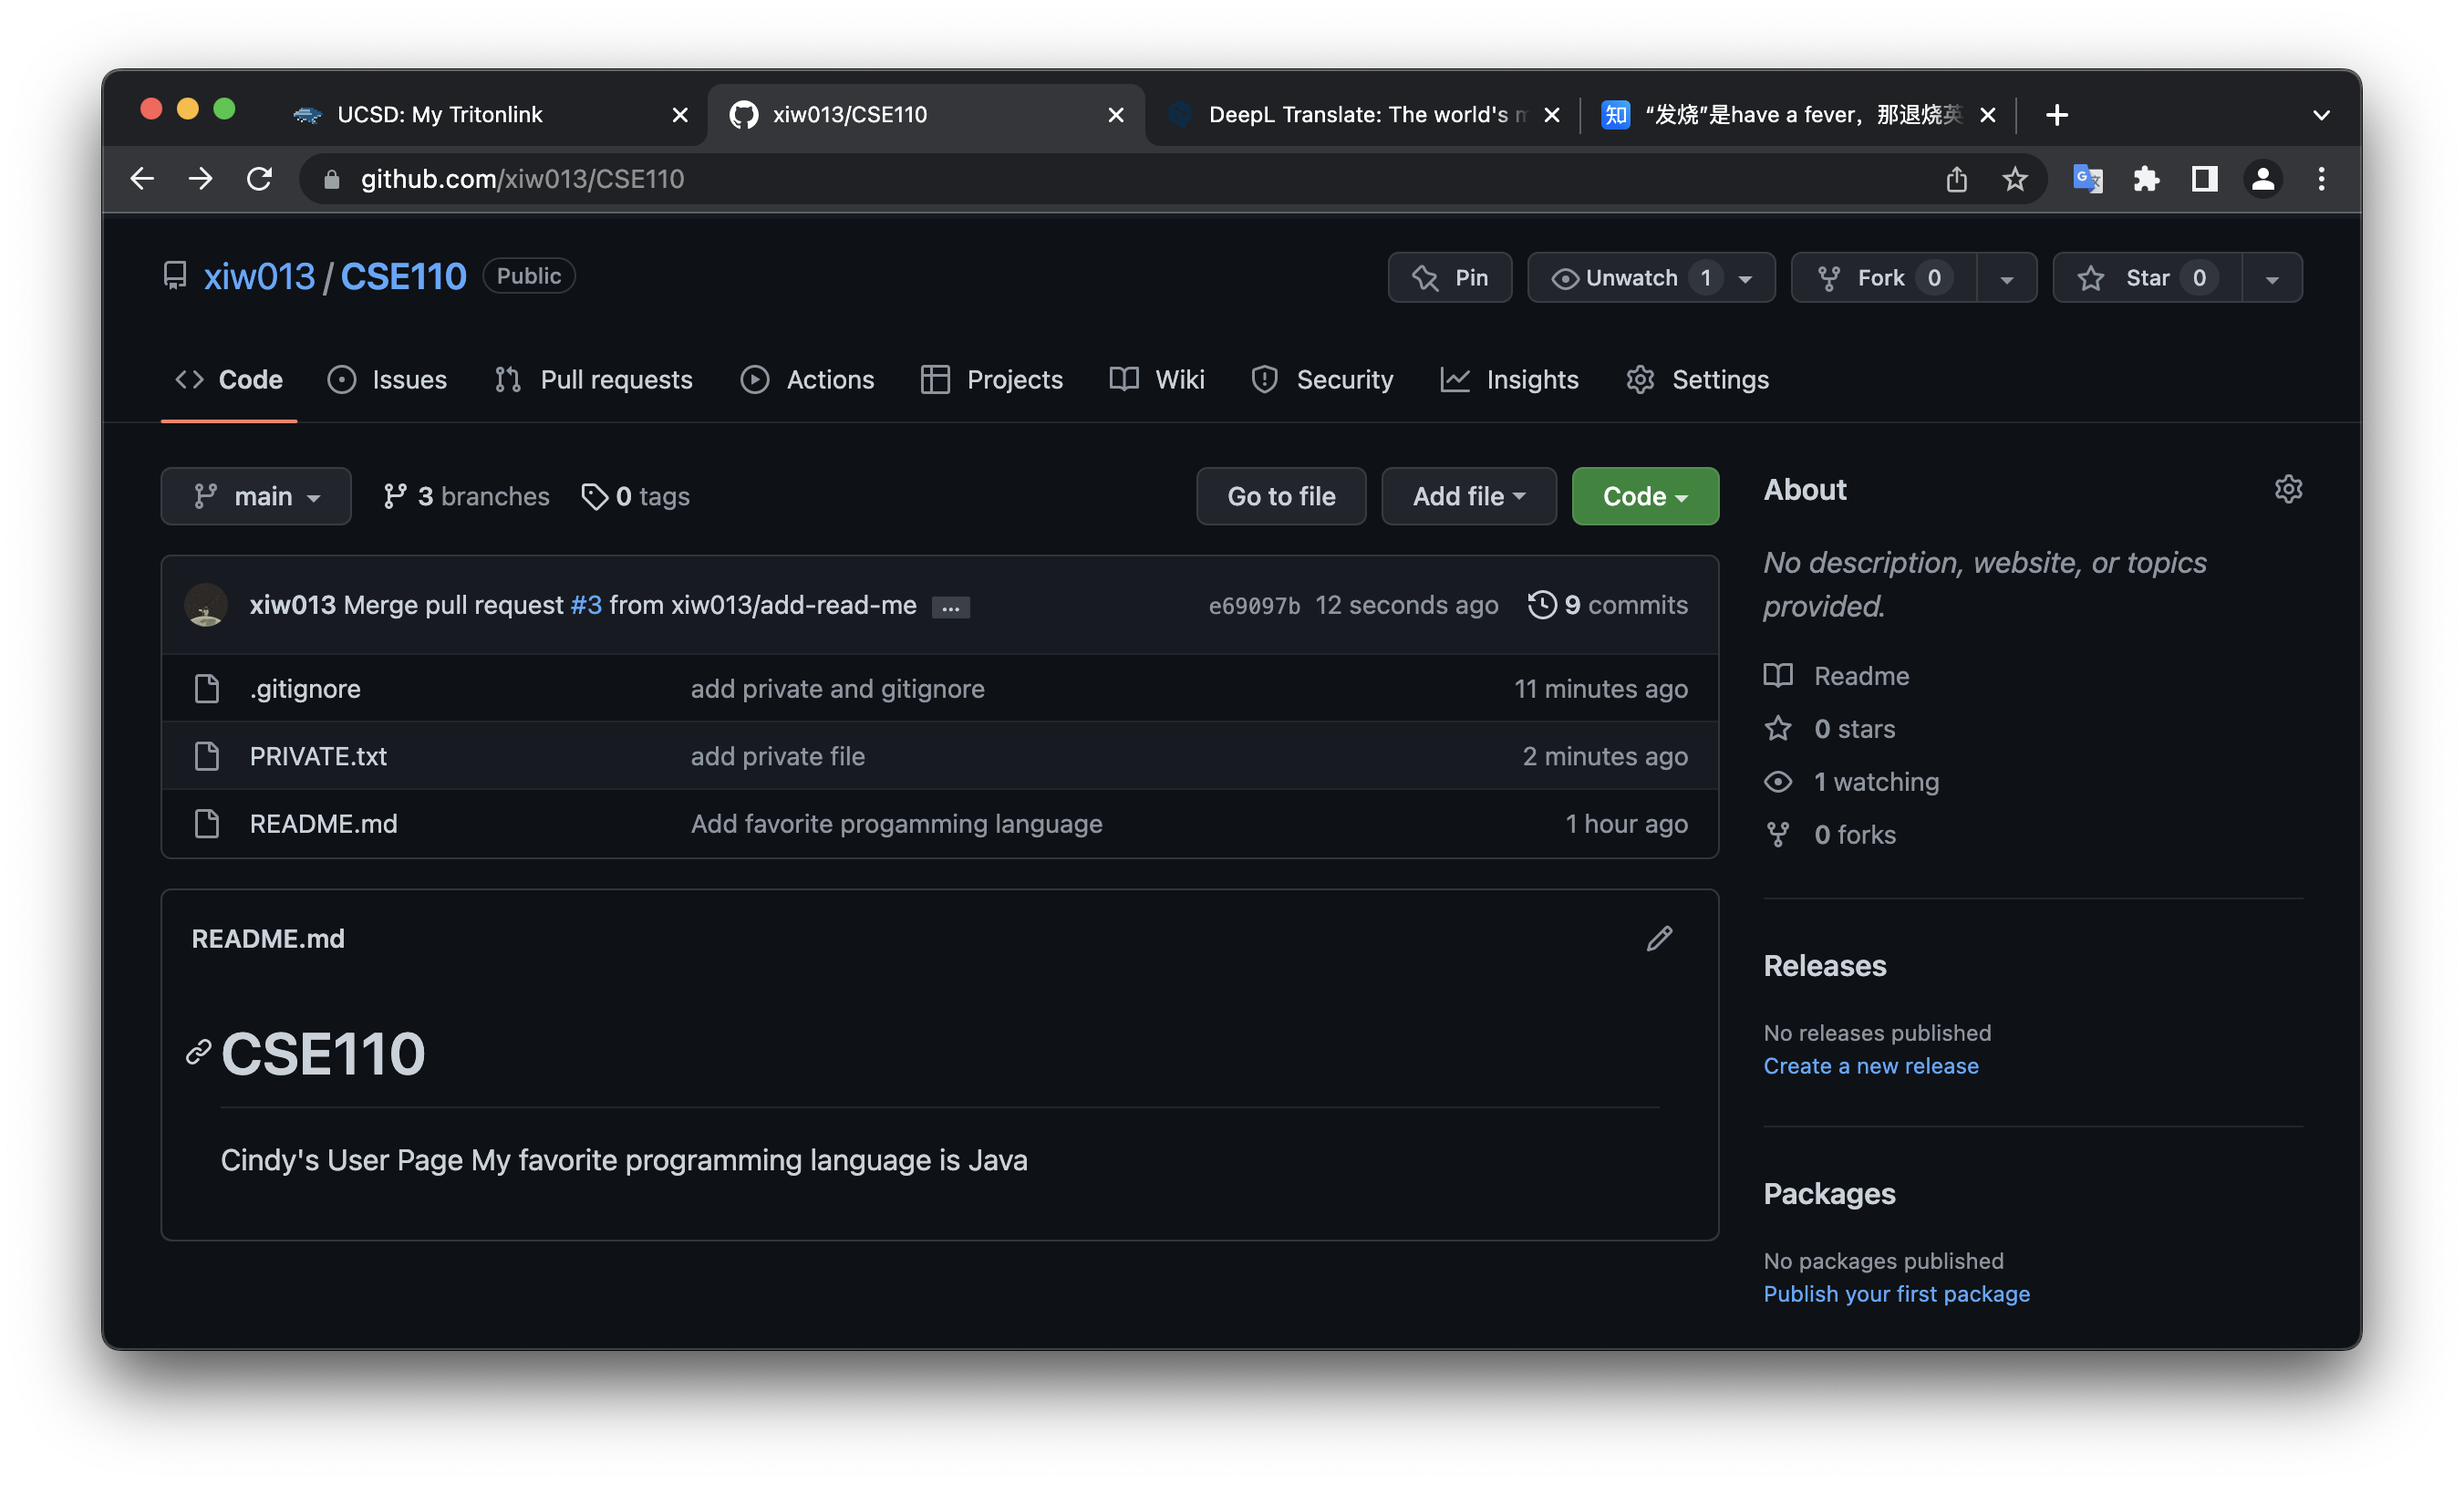 UCSD: My Tritonlink
xiw013/CSE110
DeepL Translate: The world's m
知 “发烧”是have a fever，那退烧英
github.com/xiw013/CSE110
xiw013 / CSE110 Public
Pin Unwatch 1 Fork 0 Star 0
Code Issues Pull requests Actions Projects Wiki Security Insights Settings
main 3 branches 0 tags Go to file Add file Code
xiw013 Merge pull request #3 from xiw013/add-read-me ... e69097b 12 seconds ago 9 commits
.gitignore add private and gitignore 11 minutes ago
PRIVATE.txt add private file 2 minutes ago
README.md Add favorite progamming language 1 hour ago
README.md
CSE110
Cindy's User Page My favorite programming language is Java
About
No description, website, or topics
provided.
Readme
0 stars
1 watching
0 forks
Releases
No releases published
Create a new release
Packages
No packages published
Publish your first package